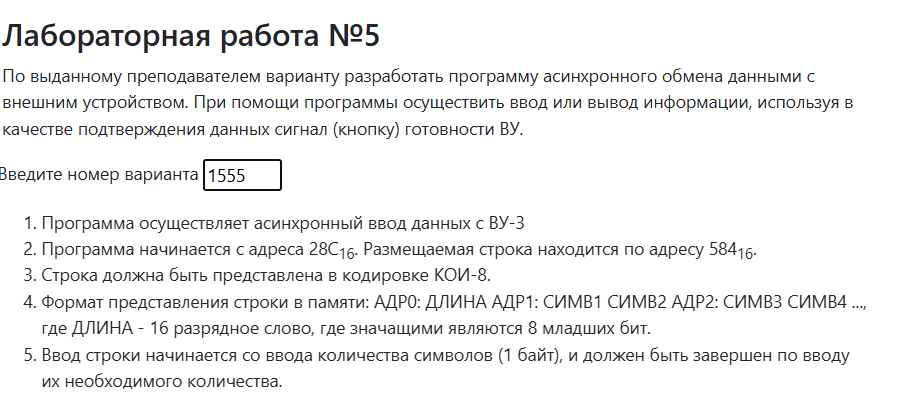 Лабораторная работа №5
По выданному преподавателем варианту разработать программу асинхронного обмена данными с
внешним устройством. При помощи программы осуществить ввод или вывод информации, используя в
качестве подтверждения данных сигнал (кнопку) готовности ВУ.
Введите номер варианта 1555
1. Программа осуществляет асинхронный ввод данных с ВУ-3
2. Программа начинается с адреса 28C16. Размещаемая строка находится по адресу 58416.
3. Строка должна быть представлена в кодировке КОИ-8.
4. Формат представления строки в памяти: АДР0: ДЛИНА АДР1: СИМВ1 СИМВ2 АДР2: СИМВ3 СИМВ4 ...,
где ДЛИНА - 16 разрядное слово, где значащими являются 8 младших бит.
5. Ввод строки начинается со ввода количества символов (1 байт), и должен быть завершен по вводу
их необходимого количества.